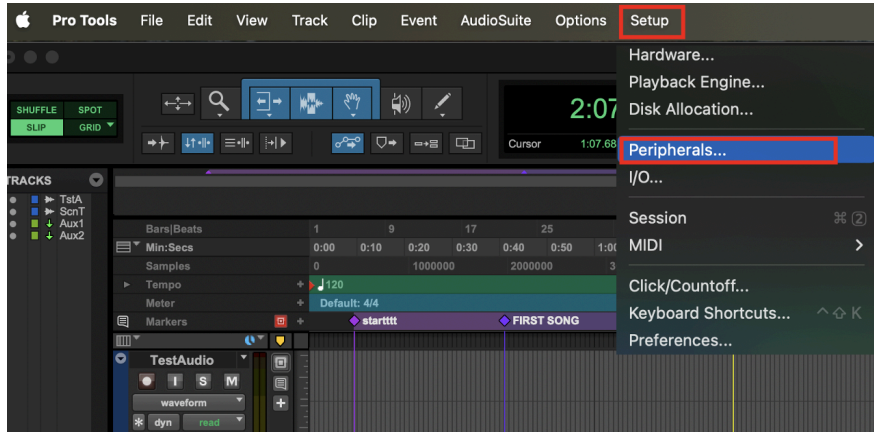 Pro Tools File Edit View Track Clip Event AudioSuite Options Setup
Hardware...
Playback Engine...
Disk Allocation...
Peripherals...
I/O...
Session ⌘ 2
MIDI >
Click/Countoff...
Keyboard Shortcuts... ^ ⇧ K
Preferences...
SHUFFLE SPOT
SLIP GRID
2:07
Cursor 1:07.68
TRACKS
TstA
ScnT
Aux1
Aux2
Bars|Beats 1 9 17 25
Min:Secs 0:00 0:10 0:20 0:30 0:40 0:50 1:00
Samples 0 1000000 2000000 3
Tempo + 120
Meter + Default: 4/4
Markers + starttt FIRST SONG
TestAudio
I S M
waveform
dyn read